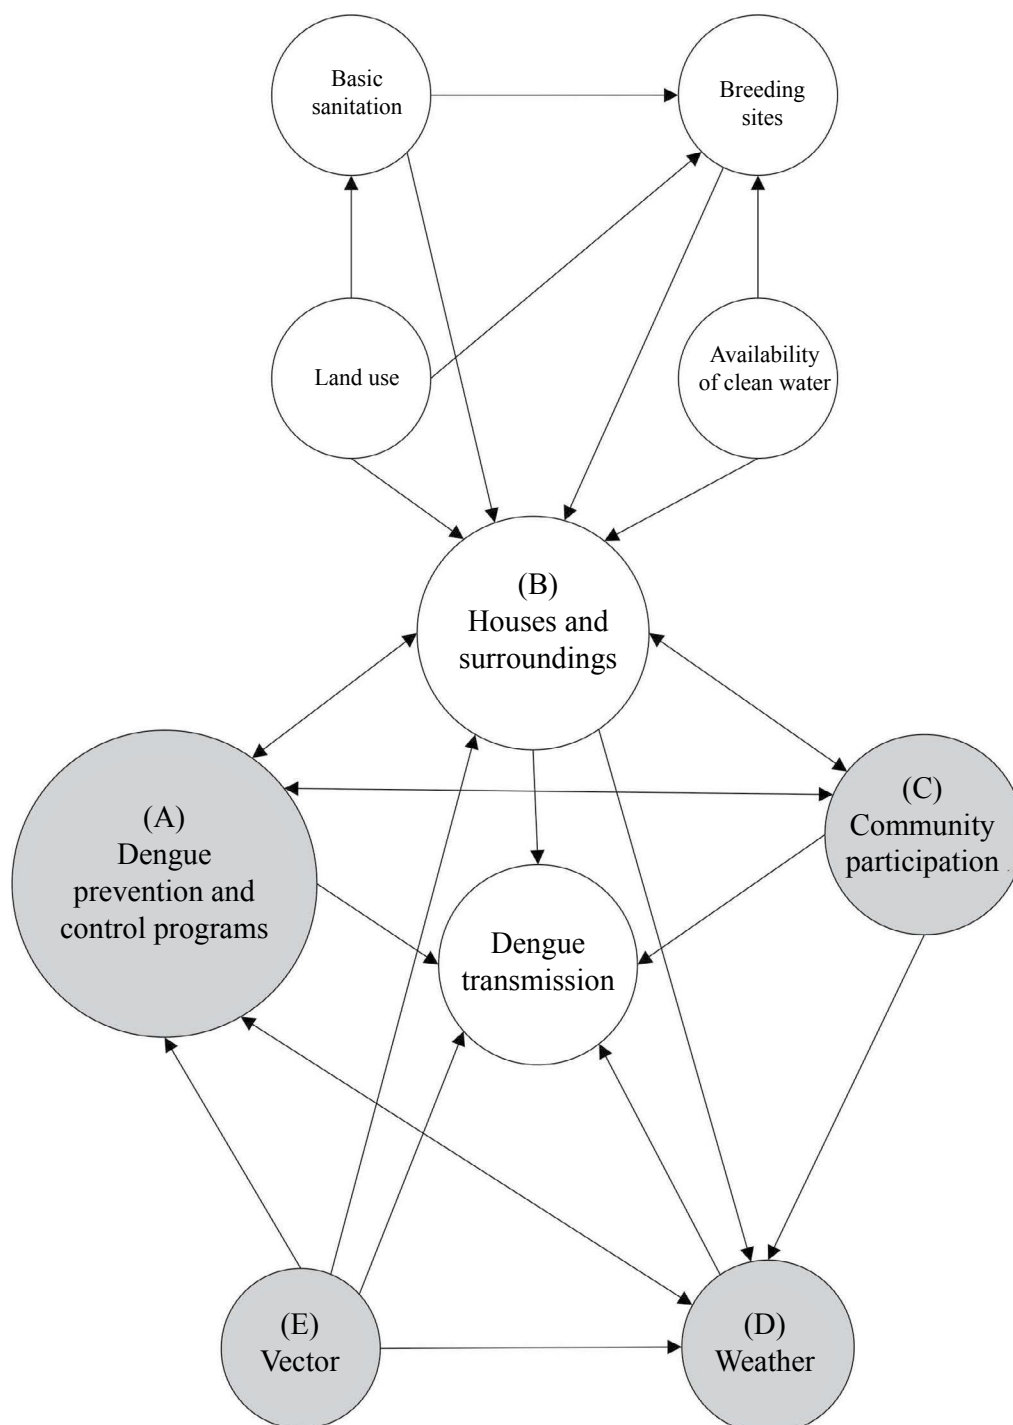 Basic
sanitation
Breeding
sites
Land use
Availability
of clean water
(B)
Houses and
surroundings
(A)
Dengue
prevention and
control programs
(C)
Community
participation
Dengue
transmission
(E)
Vector
(D)
Weather